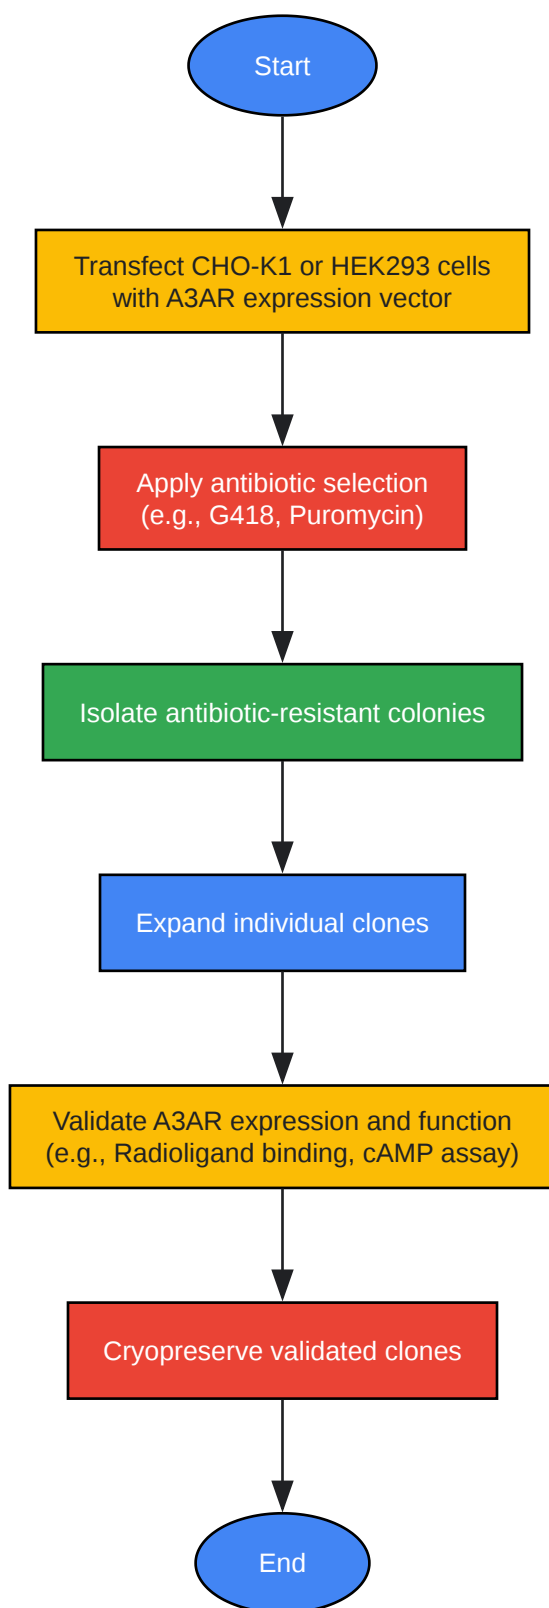 Start
Transfect CHO-K1 or HEK293 cells
with A3AR expression vector
Apply antibiotic selection
(e.g., G418, Puromycin)
Isolate antibiotic-resistant colonies
Expand individual clones
Validate A3AR expression and function
(e.g., Radioligand binding, cAMP assay)
Cryopreserve validated clones
End